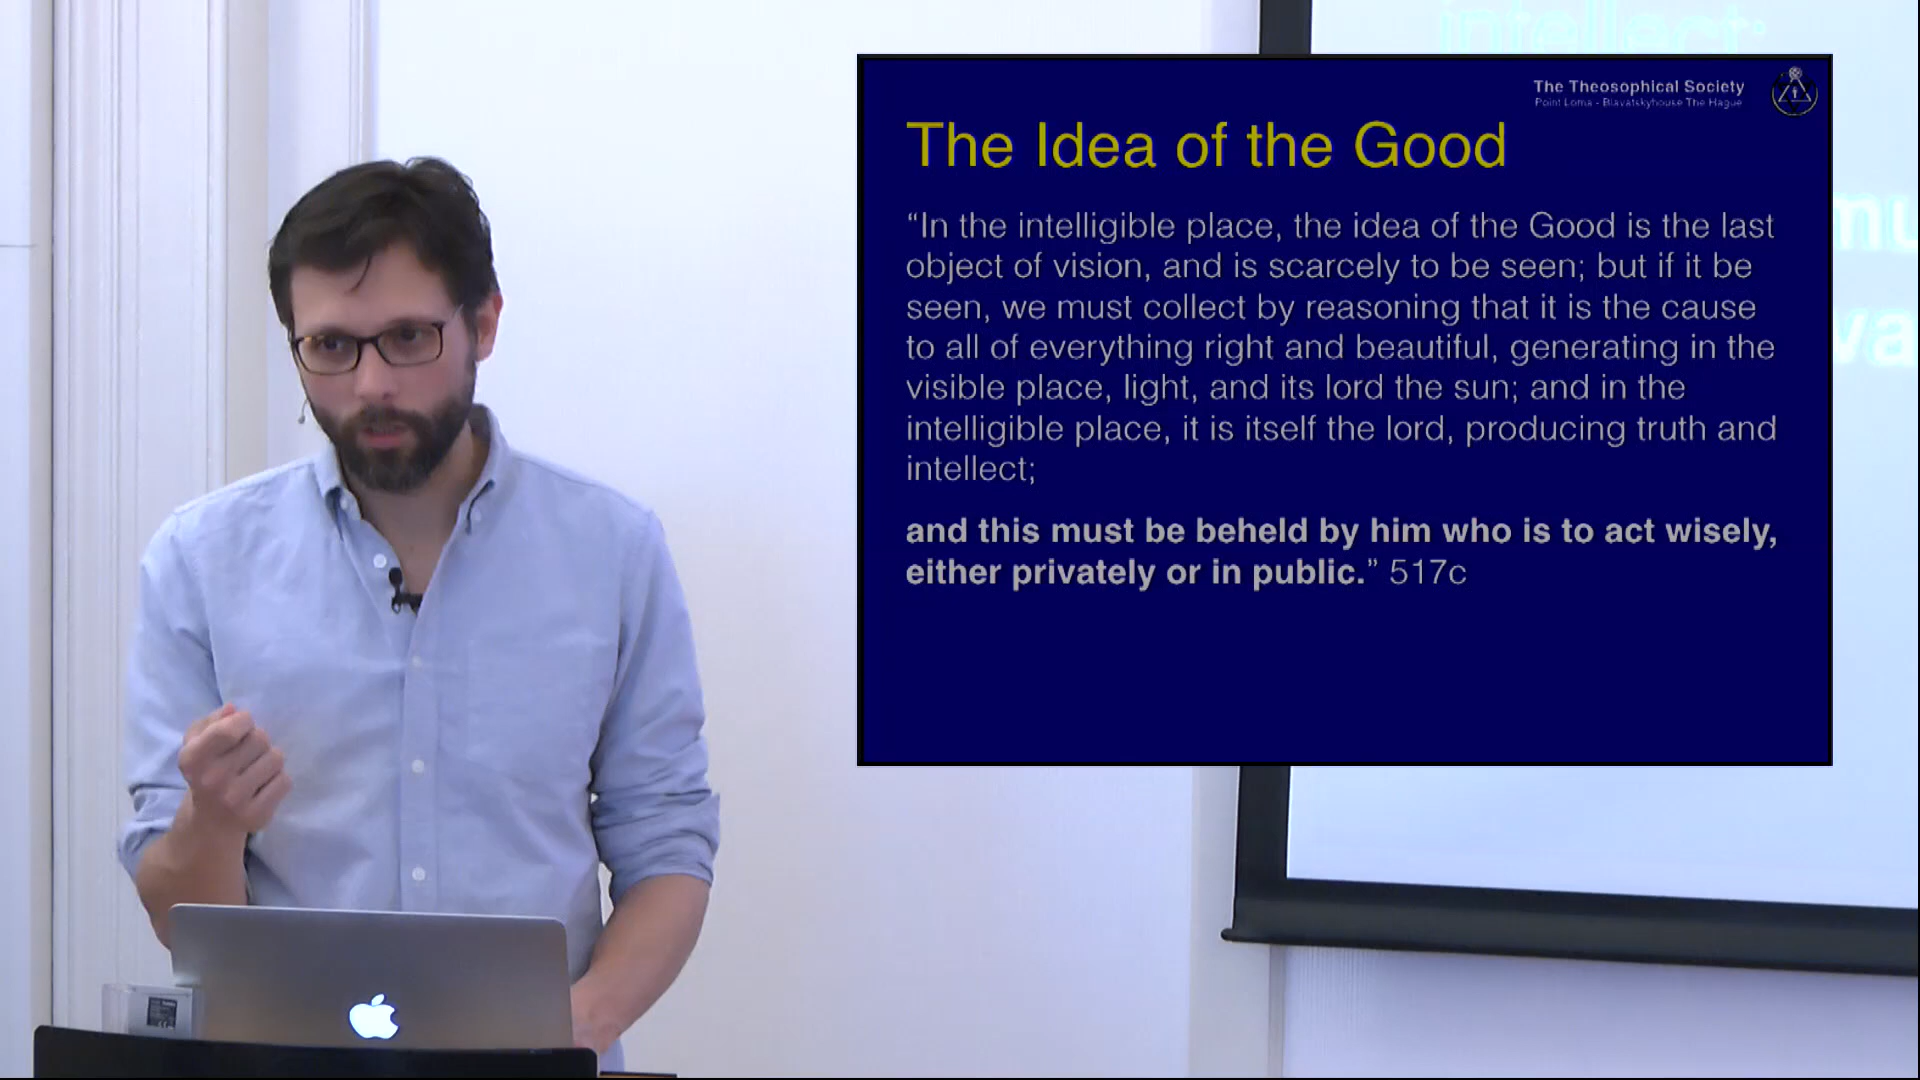 intellect;
The Theosophical Society
Point Loma - Blavatskyhouse The Hague
The Idea of the Good
“In the intelligible place, the idea of the Good is the last
object of vision, and is scarcely to be seen; but if it be
seen, we must collect by reasoning that it is the cause
to all of everything right and beautiful, generating in the
visible place, light, and its lord the sun; and in the
intelligible place, it is itself the lord, producing truth and
intellect;
and this must be beheld by him who is to act wisely,
either privately or in public.” 517c
mu
va